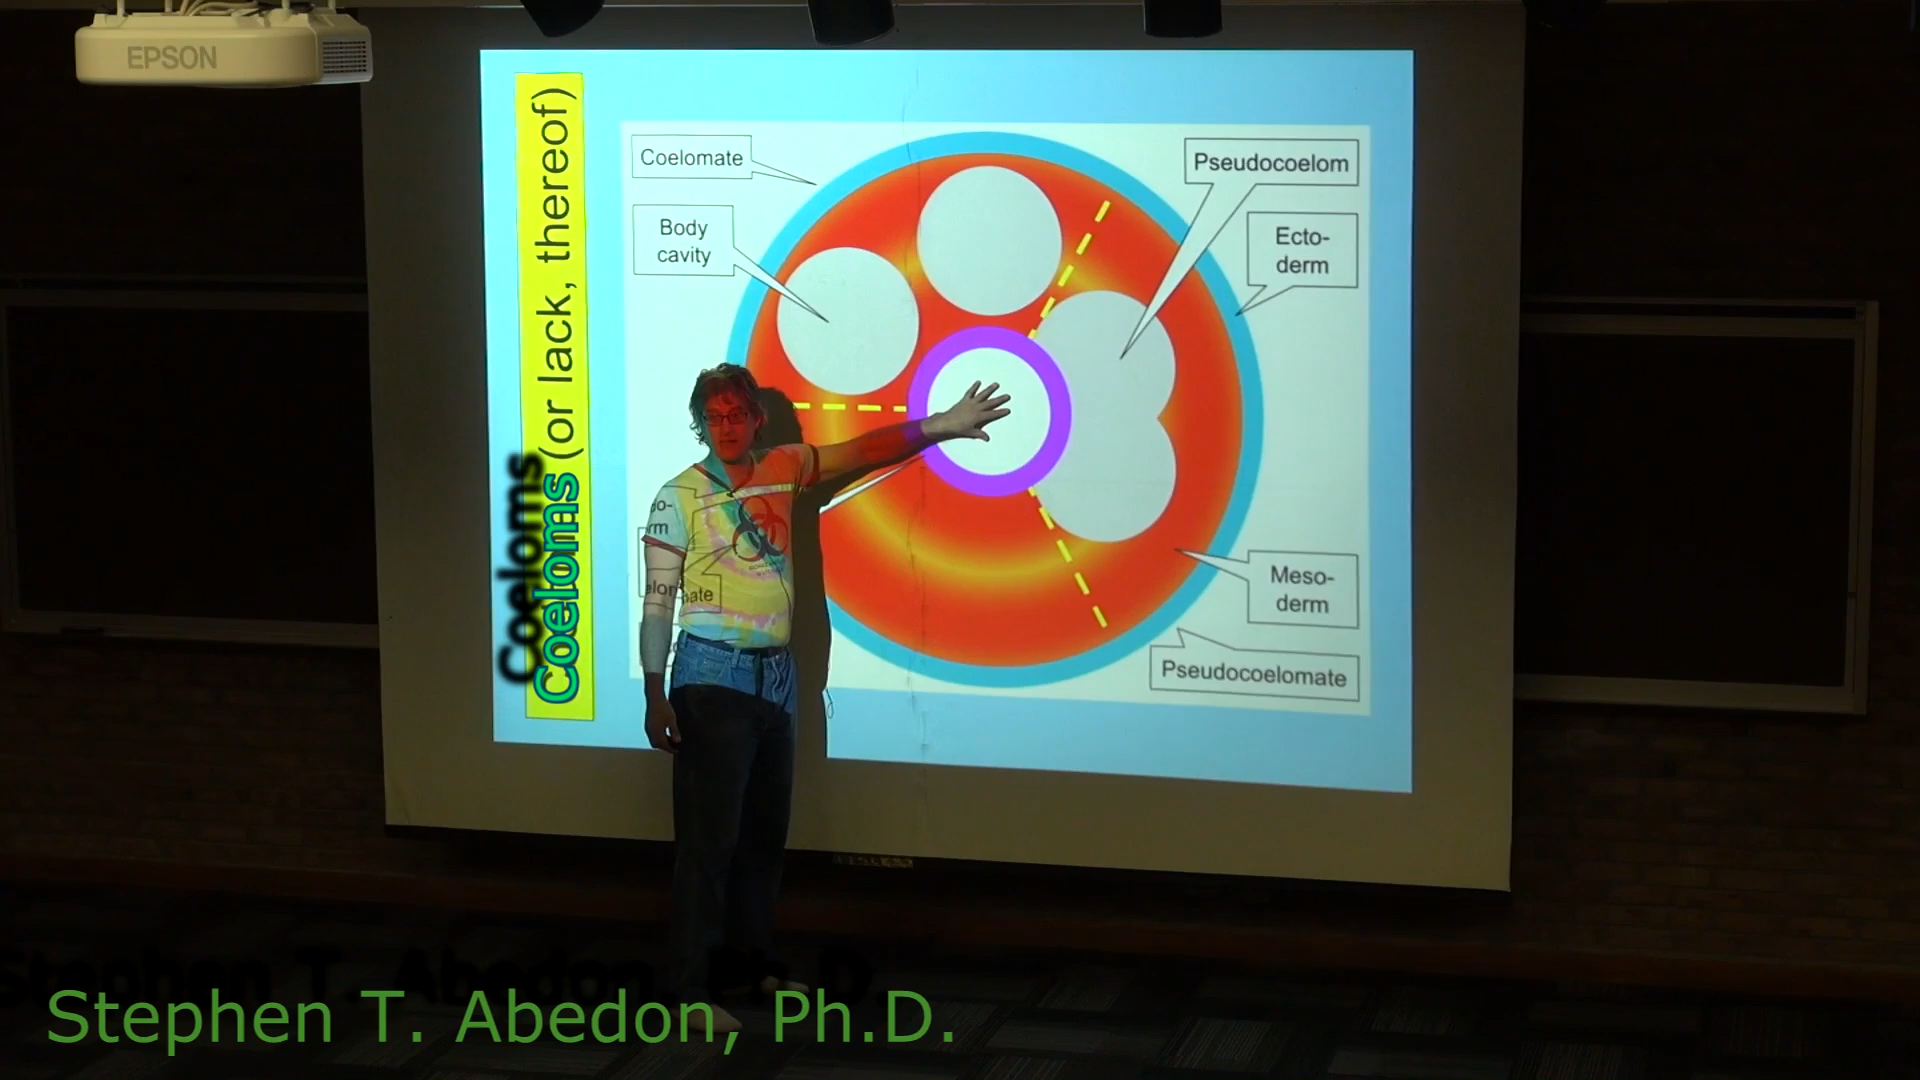 EPSON
Coeloms (or lack, thereof)
Coelomate
Body
cavity
Pseudocoelom
Ecto-
derm
Meso-
derm
Pseudocoelomate
Stephen T. Abedon, Ph.D.